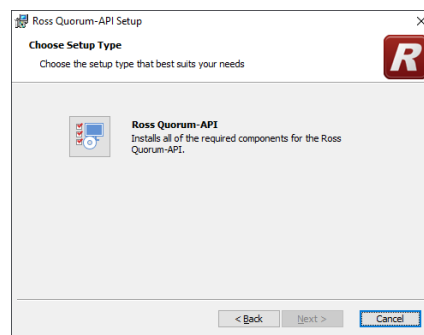 Ross Quorum-API Setup
Choose Setup Type
Choose the setup type that best suits your needs
R
Ross Quorum-API
Installs all of the required components for the Ross
Quorum-API.
< Back
Next >
Cancel